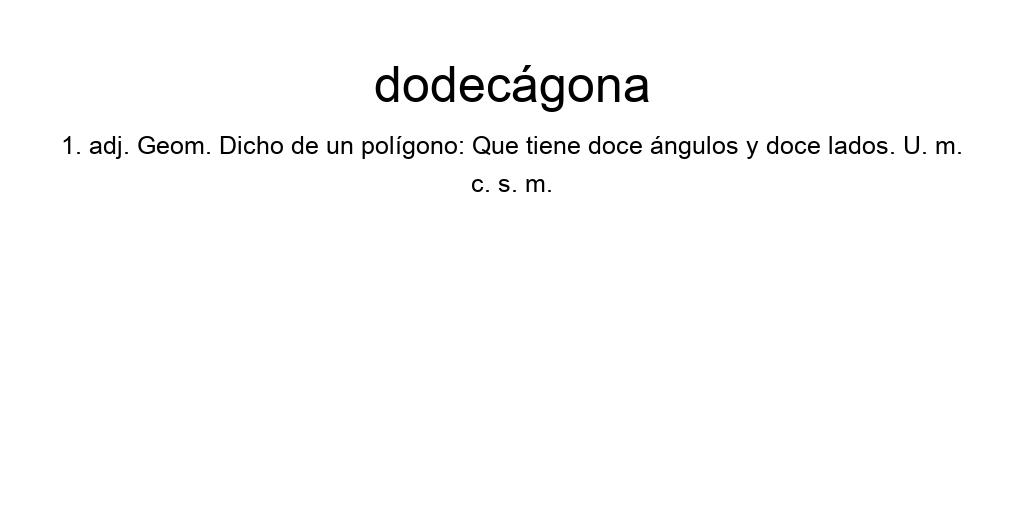 dodecágona
1. adj. Geom. Dicho de un polígono: Que tiene doce ángulos y doce lados. U. m.
c. s. m.